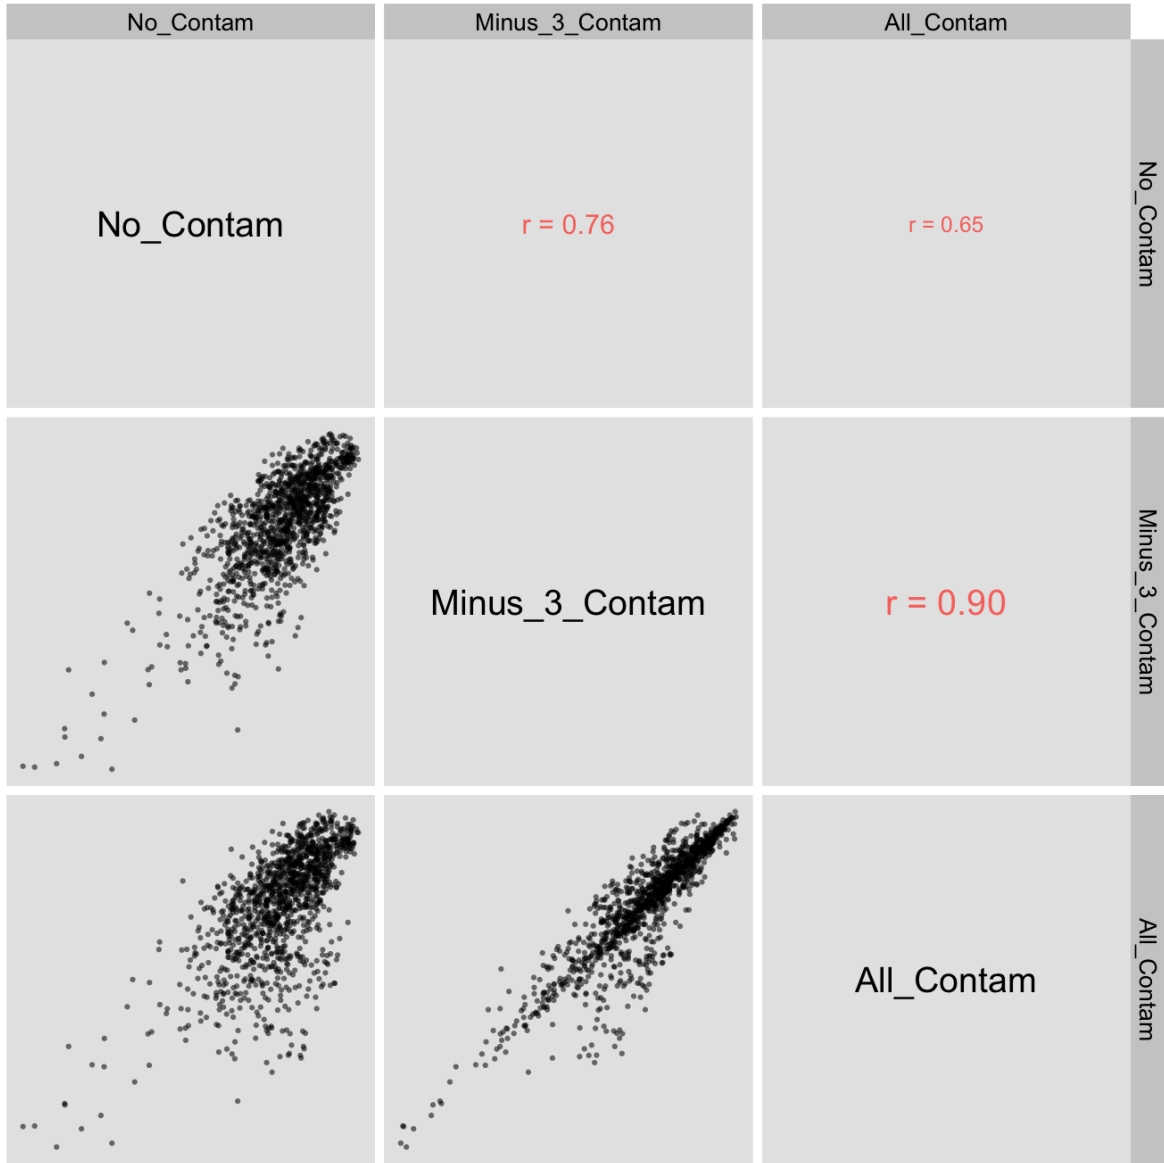 No_Contam
Minus_3_Contam
All_Contam
No_Contam
r = 0.76
r = 0.65
No_Contam
Minus_3_Contam
r = 0.90
Minus_3_Contam
All_Contam
All_Contam